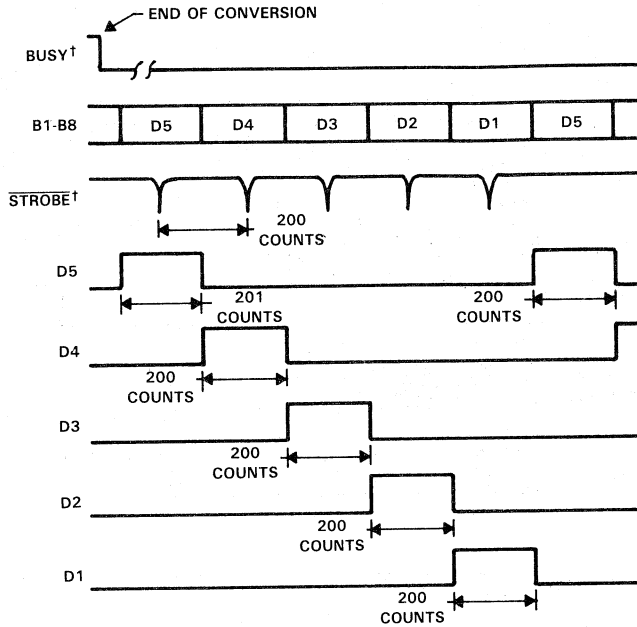 END OF CONVERSION
BUSY†
B1-B8
D5 D4 D3 D2 D1 D5
STROBE†
200
COUNTS
D5
201
COUNTS
200
COUNTS
D4
200
COUNTS
D3
200
COUNTS
D2
200
COUNTS
D1
200
COUNTS